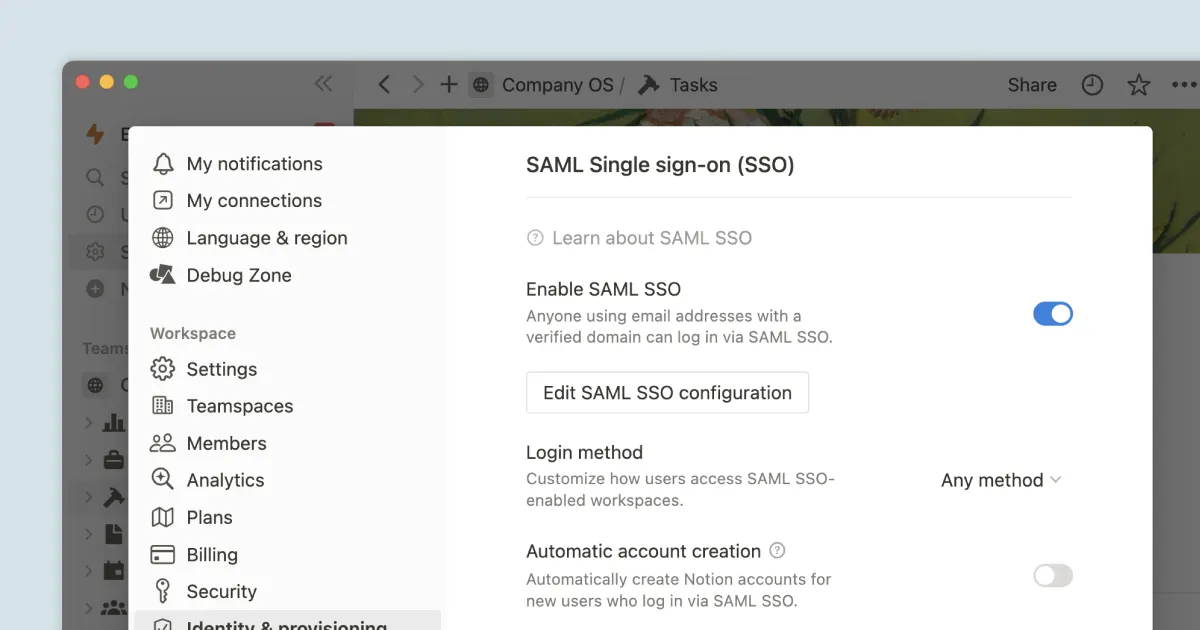 Company OS / Tasks
Share
My notifications
My connections
Language & region
Debug Zone
Workspace
Settings
Teamspaces
Members
Analytics
Plans
Billing
Security
Identity & provisioning
Teams
SAML Single sign-on (SSO)
Learn about SAML SSO
Enable SAML SSO
Anyone using email addresses with a
verified domain can log in via SAML SSO.
Edit SAML SSO configuration
Login method
Customize how users access SAML SSO-
enabled workspaces.
Any method
Automatic account creation
Automatically create Notion accounts for
new users who log in via SAML SSO.